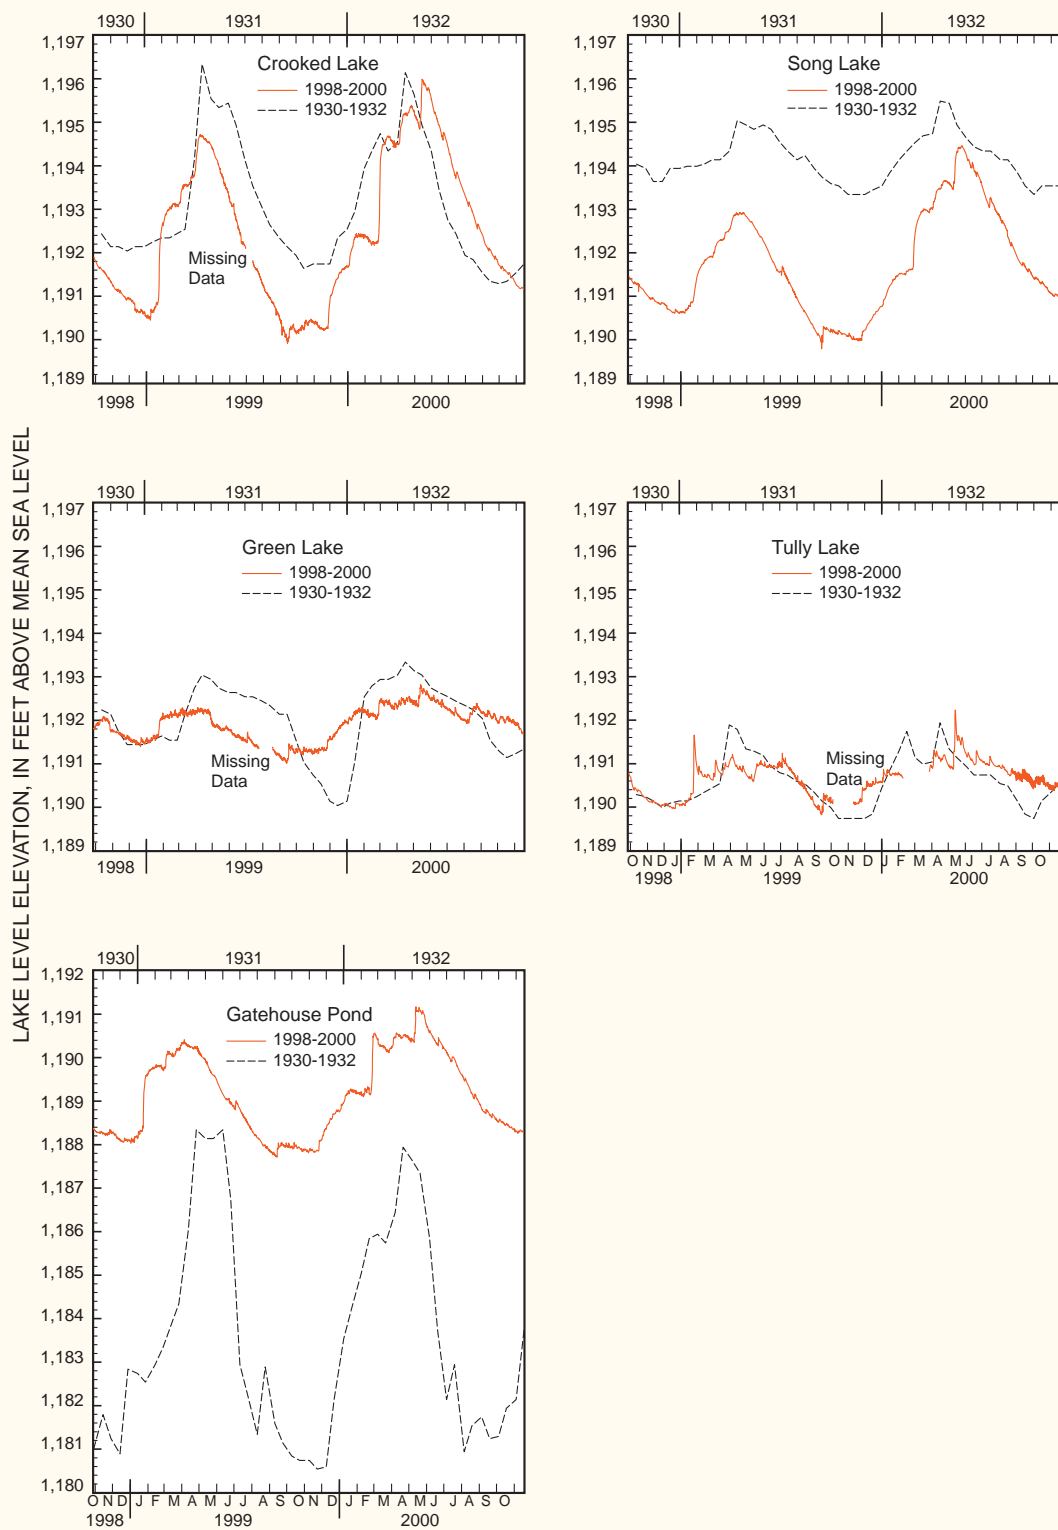 LAKE LEVEL ELEVATION, IN FEET ABOVE MEAN SEA LEVEL
1930 1931 1932
Crooked Lake
1998-2000
1930-1932
1,197
1,196
1,195
1,194
1,193
1,192
1,191
1,190
1,189
Missing
Data
1998 1999 2000
1930 1931 1932
Song Lake
1998-2000
1930-1932
1,197
1,196
1,195
1,194
1,193
1,192
1,191
1,190
1,189
1998 1999 2000
1930 1931 1932
Green Lake
1998-2000
1930-1932
1,197
1,196
1,195
1,194
1,193
1,192
1,191
1,190
1,189
Missing
Data
1998 1999 2000
1930 1931 1932
Tully Lake
1998-2000
1930-1932
1,197
1,196
1,195
1,194
1,193
1,192
1,191
1,190
1,189
Missing
Data
O N D J F M A M J J A S O N D J F M A M J J A S O
1998 1999 2000
1930 1931 1932
Gatehouse Pond
1998-2000
1930-1932
1,192
1,191
1,190
1,189
1,188
1,187
1,186
1,185
1,184
1,183
1,182
1,181
1,180
O N D J F M A M J J A S O N D J F M A M J J A S O
1998 1999 2000